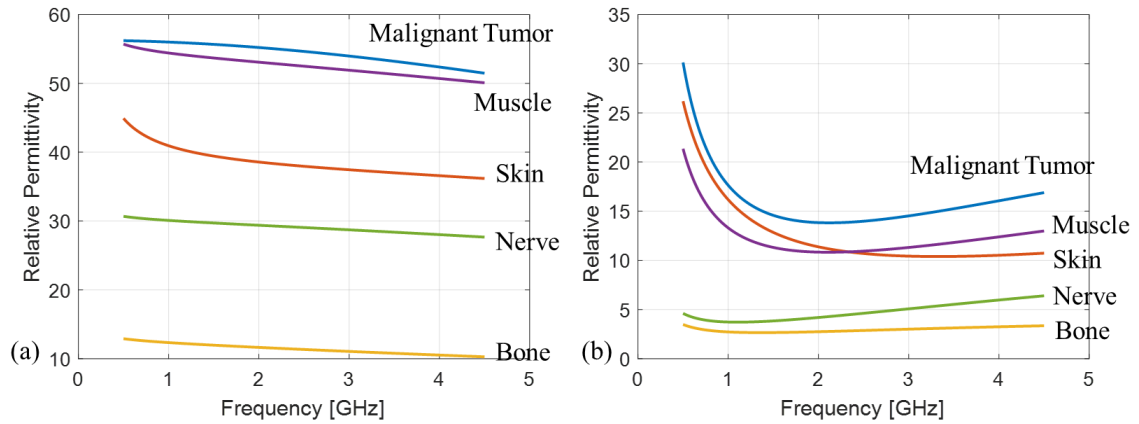 (a)
Relative Permittivity
60
50
40
30
20
10
0 1 2 3 4 5
Frequency [GHz]
Malignant Tumor
Muscle
Skin
Nerve
Bone
(b)
Relative Permittivity
35
30
25
20
15
10
5
0
0 1 2 3 4 5
Frequency [GHz]
Malignant Tumor
Muscle
Skin
Nerve
Bone